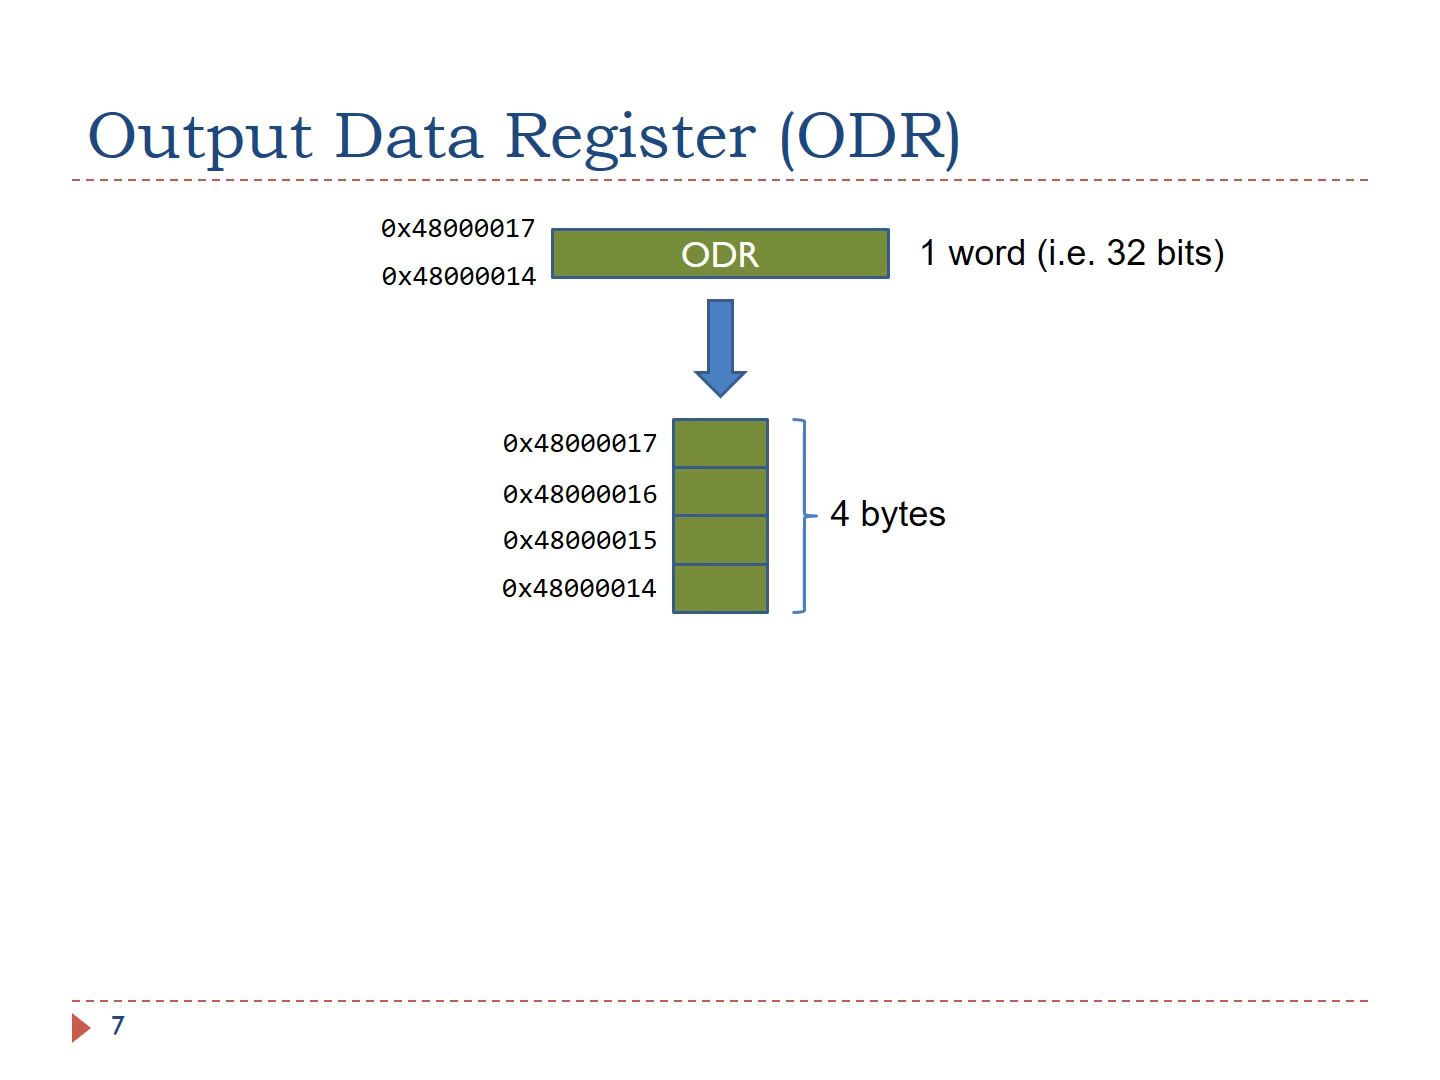 Output Data Register (ODR)
0x48000017
ODR
1 word (i.e. 32 bits)
0x48000014
0x48000017
0x48000016
4 bytes
0x48000015
0x48000014
7